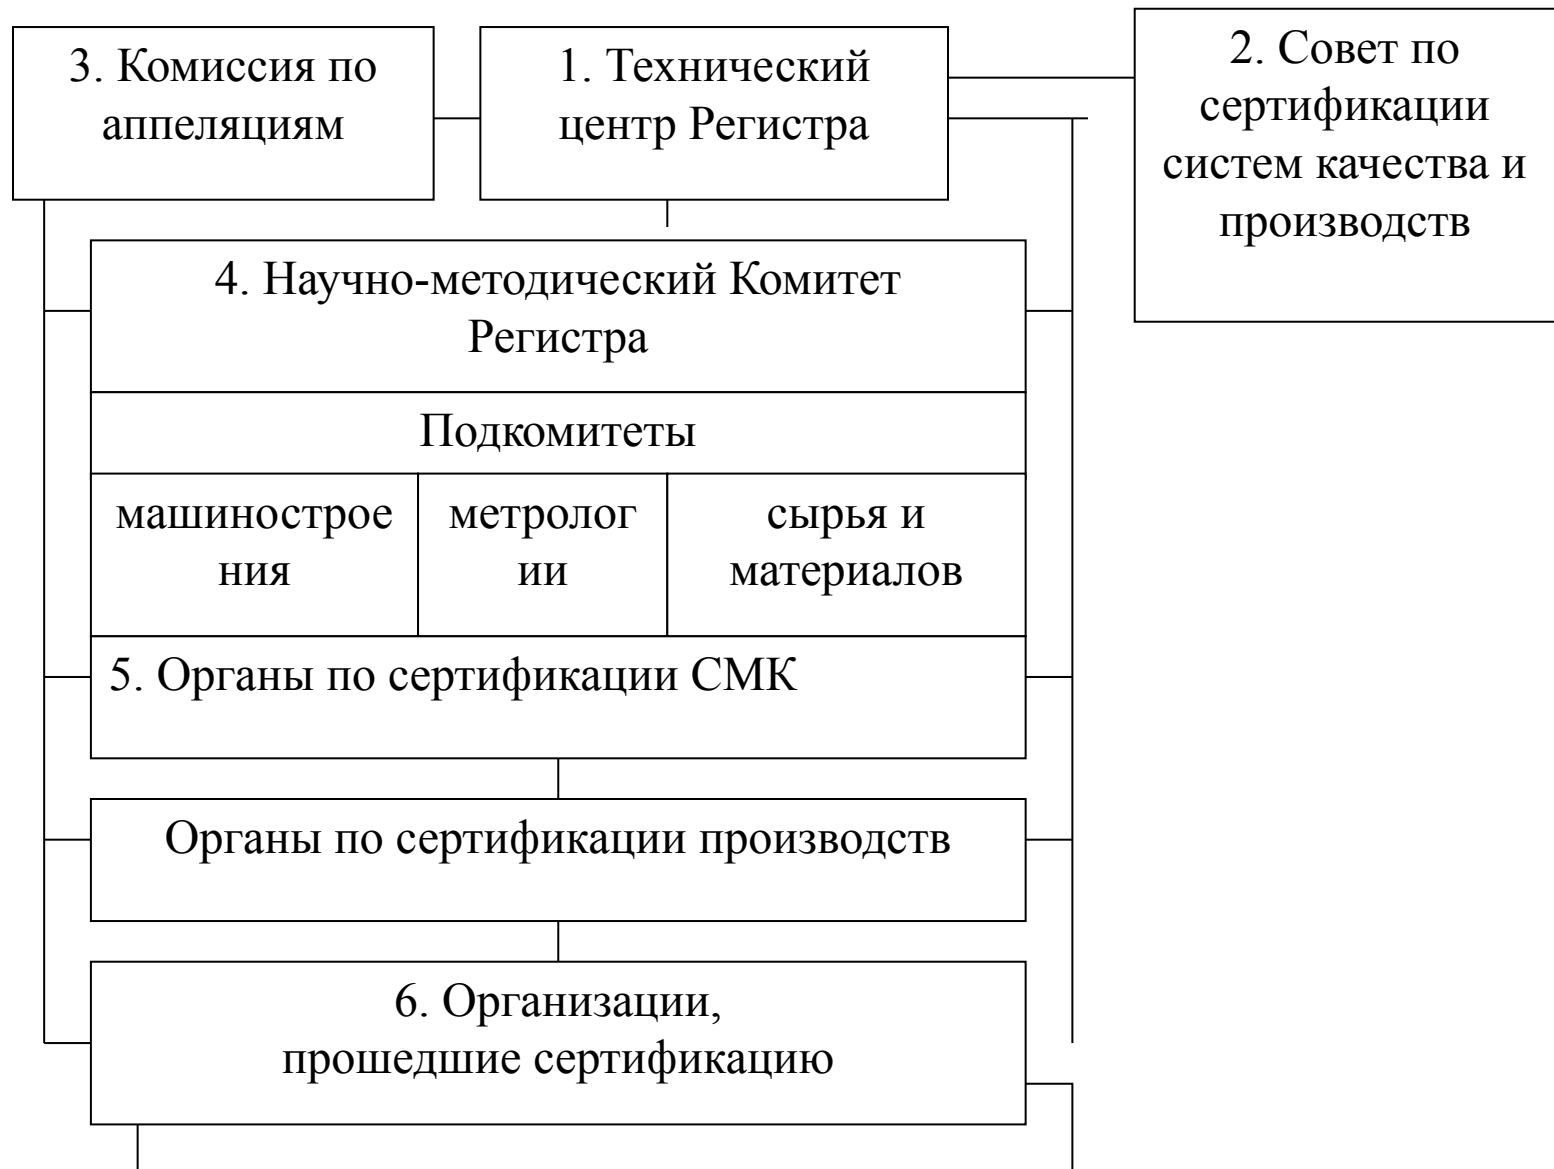 3. Комиссия по
аппеляциям
1. Технический
центр Регистра
2. Совет по
сертификации
систем качества и
производств
4. Научно-методический Комитет
Регистра
Подкомитеты
машинострое
ния
метролог
ии
сырья и
материалов
5. Органы по сертификации СМК
Органы по сертификации производств
6. Организации,
прошедшие сертификацию